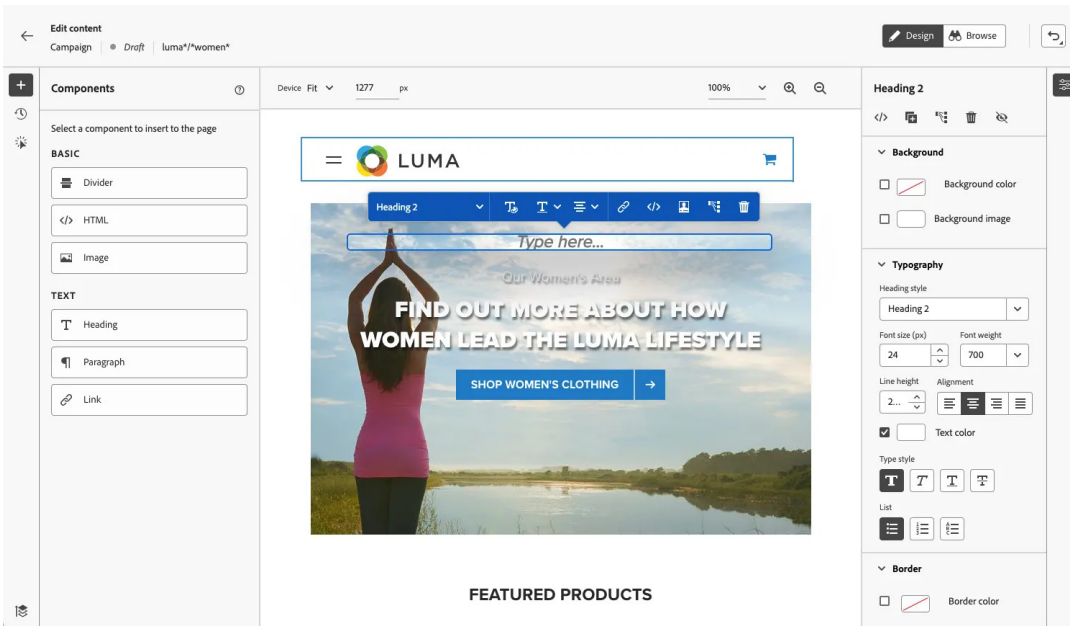 Edit content
Campaign Draft luma*/*women*
Design Browse
Components
Device Fit 1277 px 100%
Heading 2
Select a component to insert to the page
BASIC
Divider
</> HTML
Image
TEXT
Heading
Paragraph
Link
LUMA
Heading 2
Type here...
Our Women's Area
FIND OUT MORE ABOUT HOW
WOMEN LEAD THE LUMA LIFESTYLE
SHOP WOMEN'S CLOTHING
FEATURED PRODUCTS
Background
Background color
Background image
Typography
Heading style
Heading 2
Font size (px) Font weight
24 700
Line height Alignment
2...
Text color
Type style
List
Border
Border color